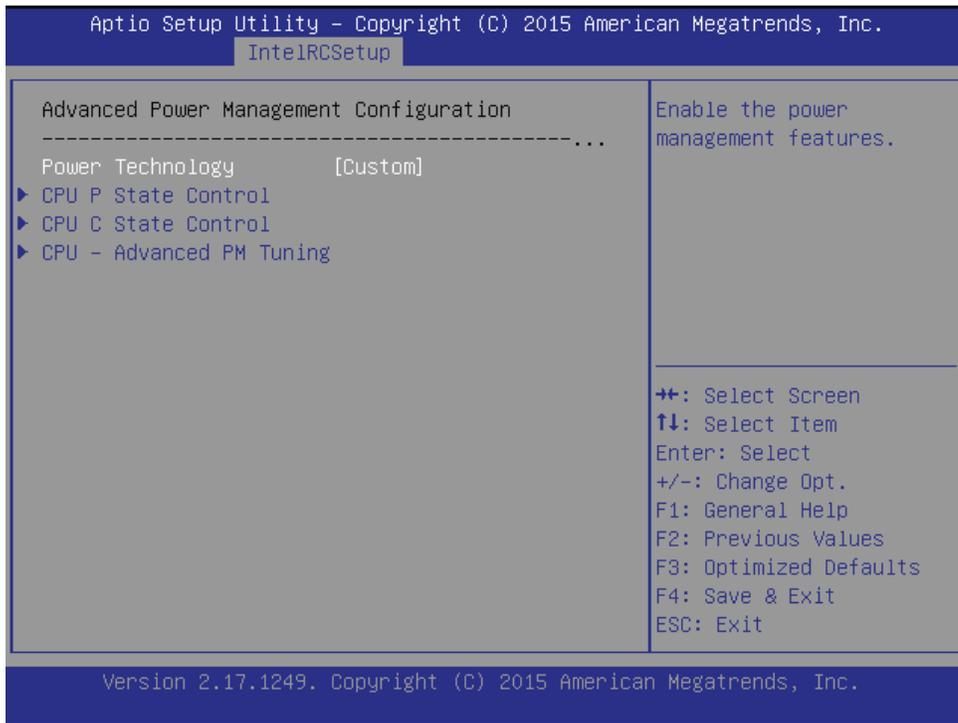 Aptio Setup Utility – Copyright (C) 2015 American Megatrends, Inc.
IntelRCSetup
Advanced Power Management Configuration
--------------------------------------------...
Power Technology [Custom]
CPU P State Control
CPU C State Control
CPU – Advanced PM Tuning
Enable the power
management features.
→←: Select Screen
↑↓: Select Item
Enter: Select
+/-: Change Opt.
F1: General Help
F2: Previous Values
F3: Optimized Defaults
F4: Save & Exit
ESC: Exit
Version 2.17.1249. Copyright (C) 2015 American Megatrends, Inc.